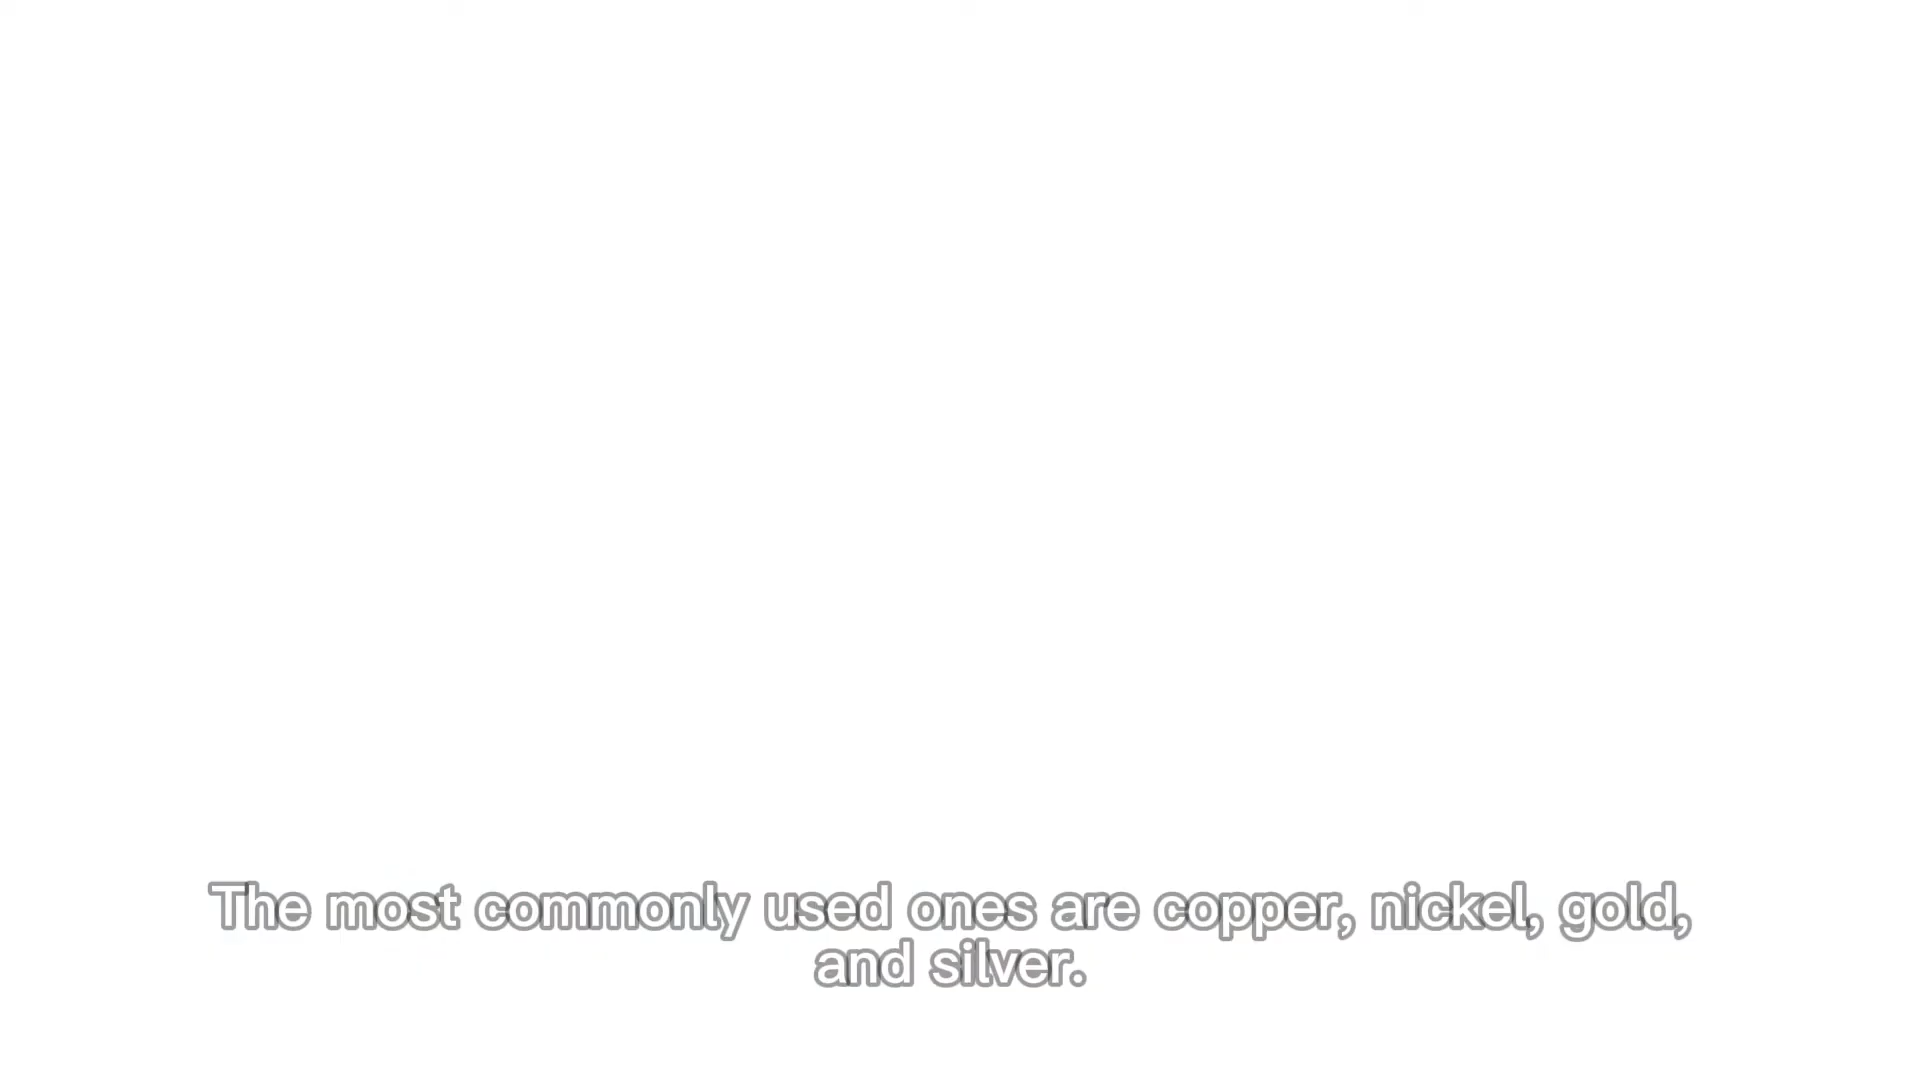 The most commonly used ones are copper, nickel, gold,
and silver.